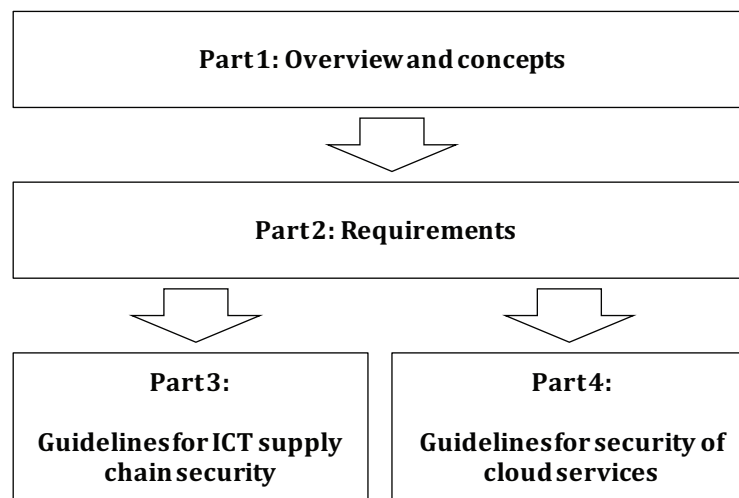 Part 1: Overview and concepts
Part 2: Requirements
Part 3:
Guidelines for ICT supply
chain security
Part 4:
Guidelines for security of
cloud services